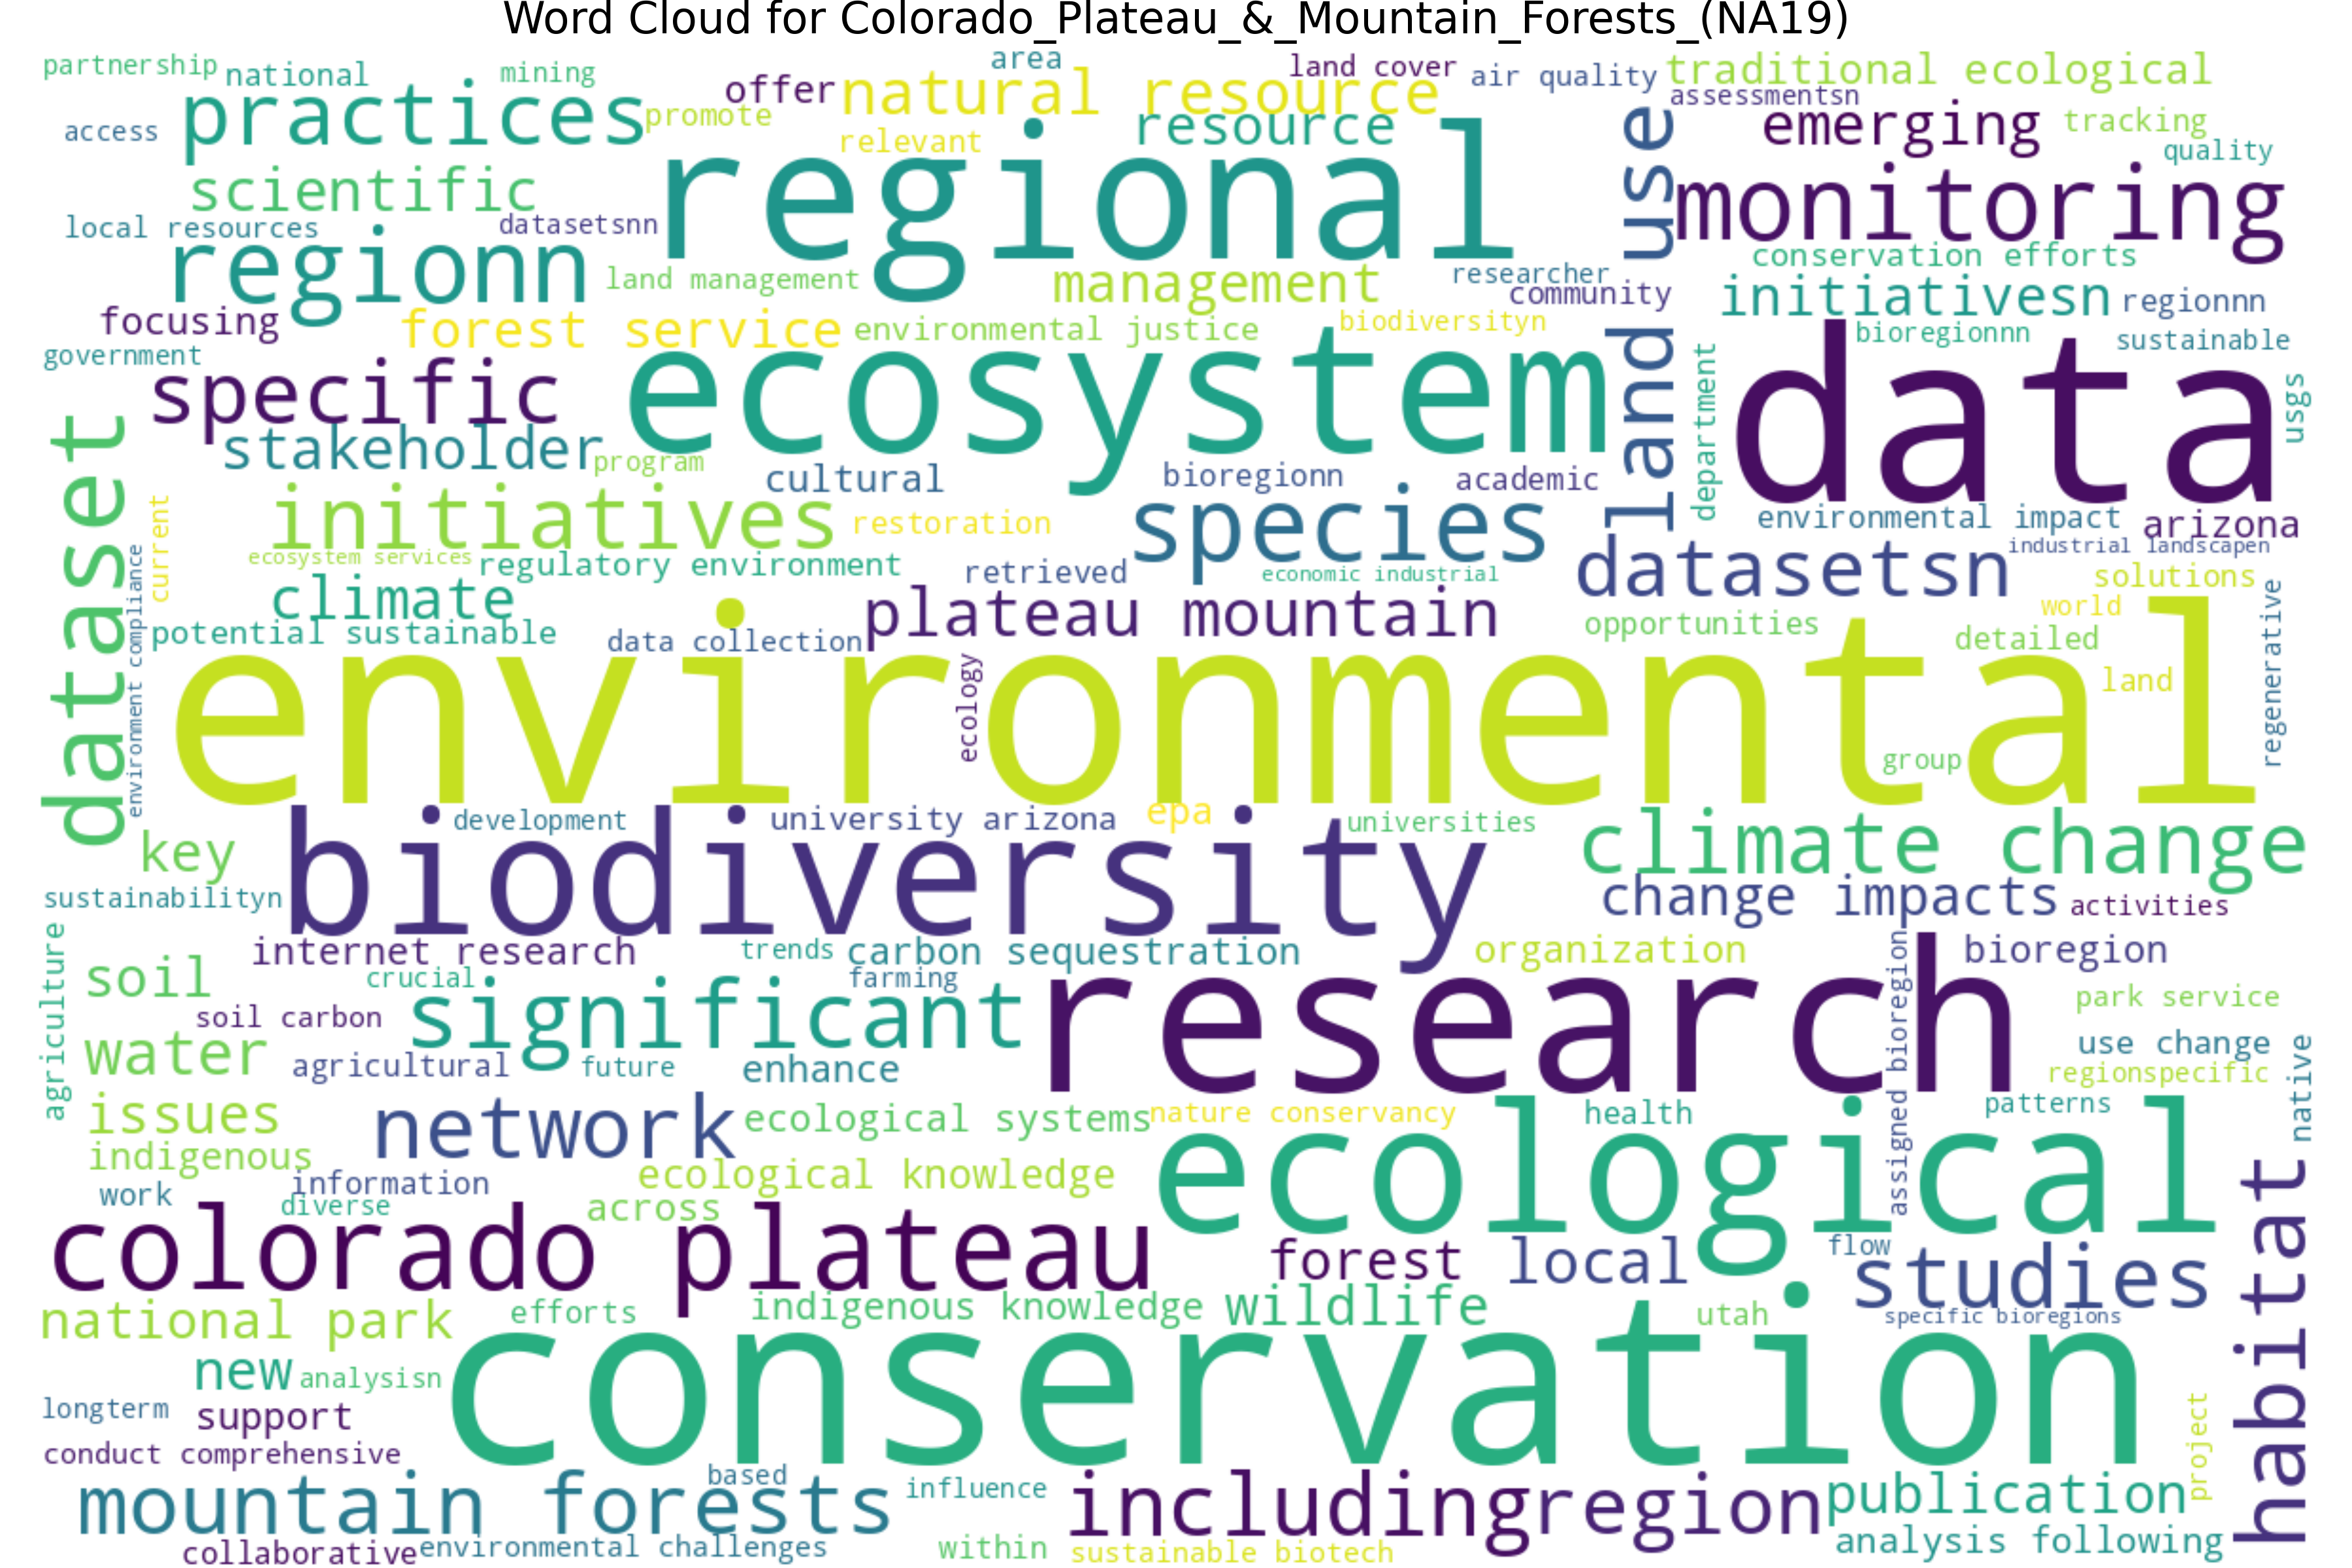 Word Cloud for Colorado_Plateau_&_Mountain_Forests_(NA19)
partnership
national
mining
area
land cover
air quality
traditional ecological
practices
offer
natural resource
assessmentsn
access
promote
resource
emerging
tracking
relevant
quality
scientific
regional
land use
monitoring
local resources
datasetsnn
regionn
land management
management
researcher
conservation efforts
community
initiativesn
regionnn
focusing
forest service
environmental justice
biodiversityn
bioregionnn
sustainable
government
specific
ecosystem
department
data
usgs
dataset
stakeholder
program
cultural
bioregionn
academic
current
initiatives
restoration
species
environmental impact
arizona
ecosystem services
regulatory environment
retrieved
economic industrial
datasetsn
industrial landscapen
solutions
environment compliance
climate
plateau mountain
world
potential sustainable
data collection
opportunities
detailed
regenerative
environmental
ecology
land
group
key
biodiversity
development
university arizona
epa
universities
climate change
sustainabilityn
change impacts
activities
agriculture
internet research
trends
carbon sequestration
organization
assigned bioregion
bioregion
soil
crucial
farming
research
park service
soil carbon
significant
water
agricultural
future
enhance
use change
regionspecific
native
issues
network
ecological systems
nature conservancy
health
patterns
indigenous
information
ecological knowledge
ecological
work
diverse
across
colorado plateau
forest
local
flow
studies
habitat
national park
efforts
indigenous knowledge
wildlife
utah
specific bioregions
new
analysisn
conservation
longterm
support
project
conduct comprehensive
mountain forests
based
influence
including
region
publication
collaborative
environmental challenges
within
sustainable biotech
analysis following